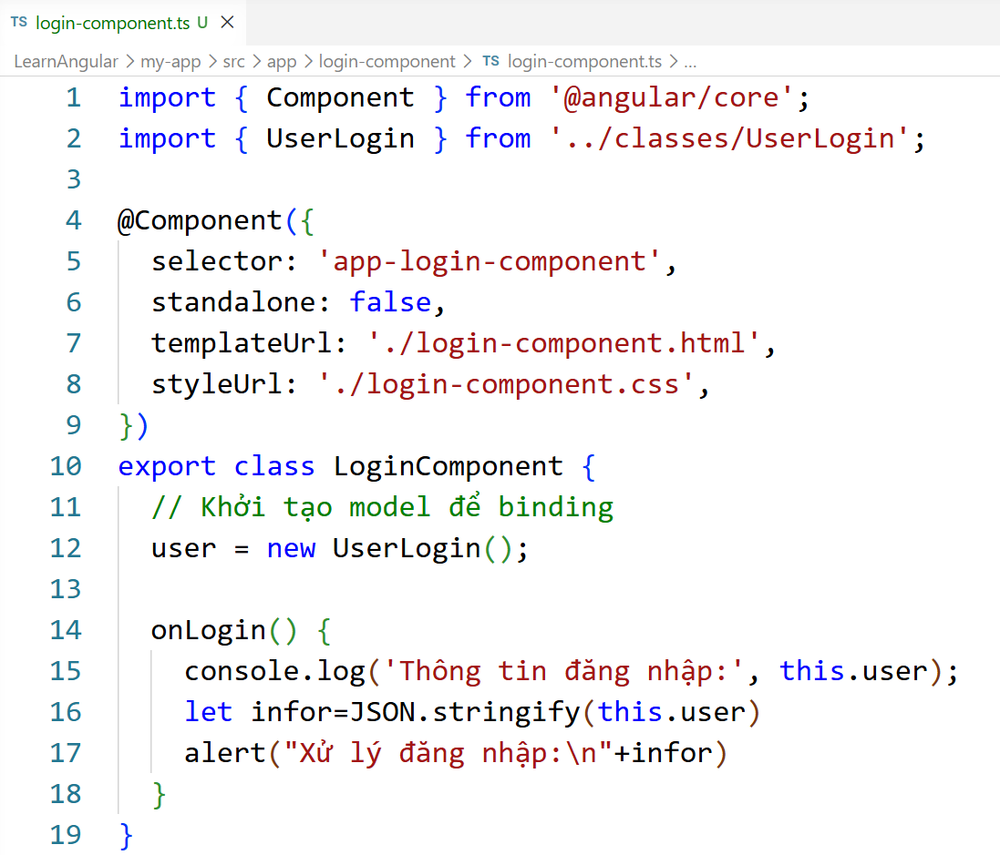 TS login-component.ts U ×
LearnAngular > my-app > src > app > login-component > TS login-component.ts > ...
1 import { Component } from '@angular/core';
2 import { UserLogin } from '../classes/UserLogin';
3
4 @Component({
5 selector: 'app-login-component',
6 standalone: false,
7 templateUrl: './login-component.html',
8 styleUrl: './login-component.css',
9 })
10 export class LoginComponent {
11 // Khởi tạo model để binding
12 user = new UserLogin();
13
14 onLogin() {
15 console.log('Thông tin đăng nhập:', this.user);
16 let infor=JSON.stringify(this.user)
17 alert("Xử lý đăng nhập:\n"+infor)
18 }
19 }